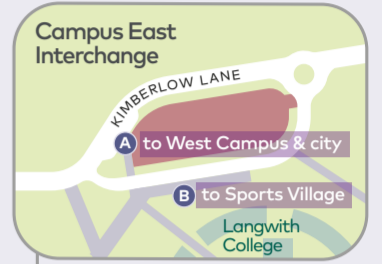 Campus East
Interchange
KIMBERLOW LANE
A to West Campus & city
B to Sports Village
Langwith
College